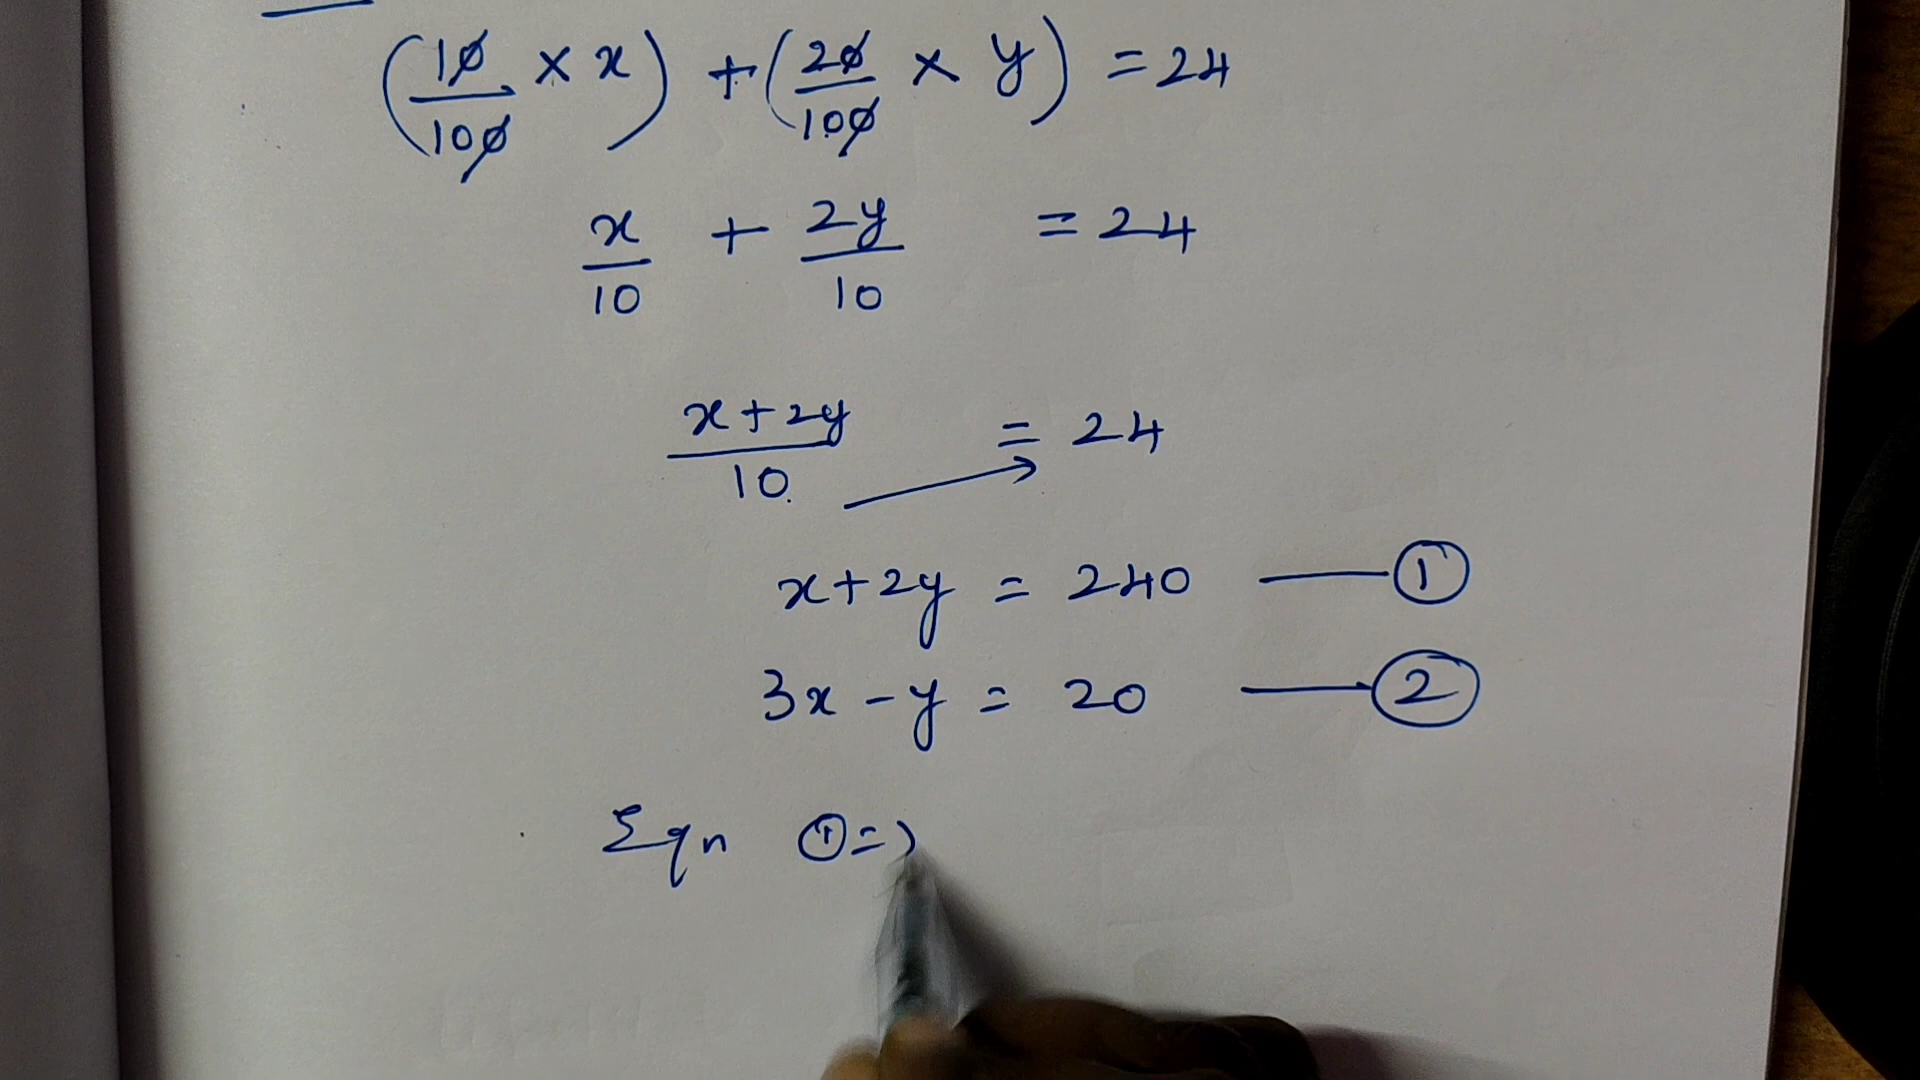 (10/100 × x) + (20/100 × y) = 24
x/10 + 2y/10 = 24
x+2y/10 = 24
x+2y = 240 — ①
3x - y = 20 — ②
Eqn ① =>